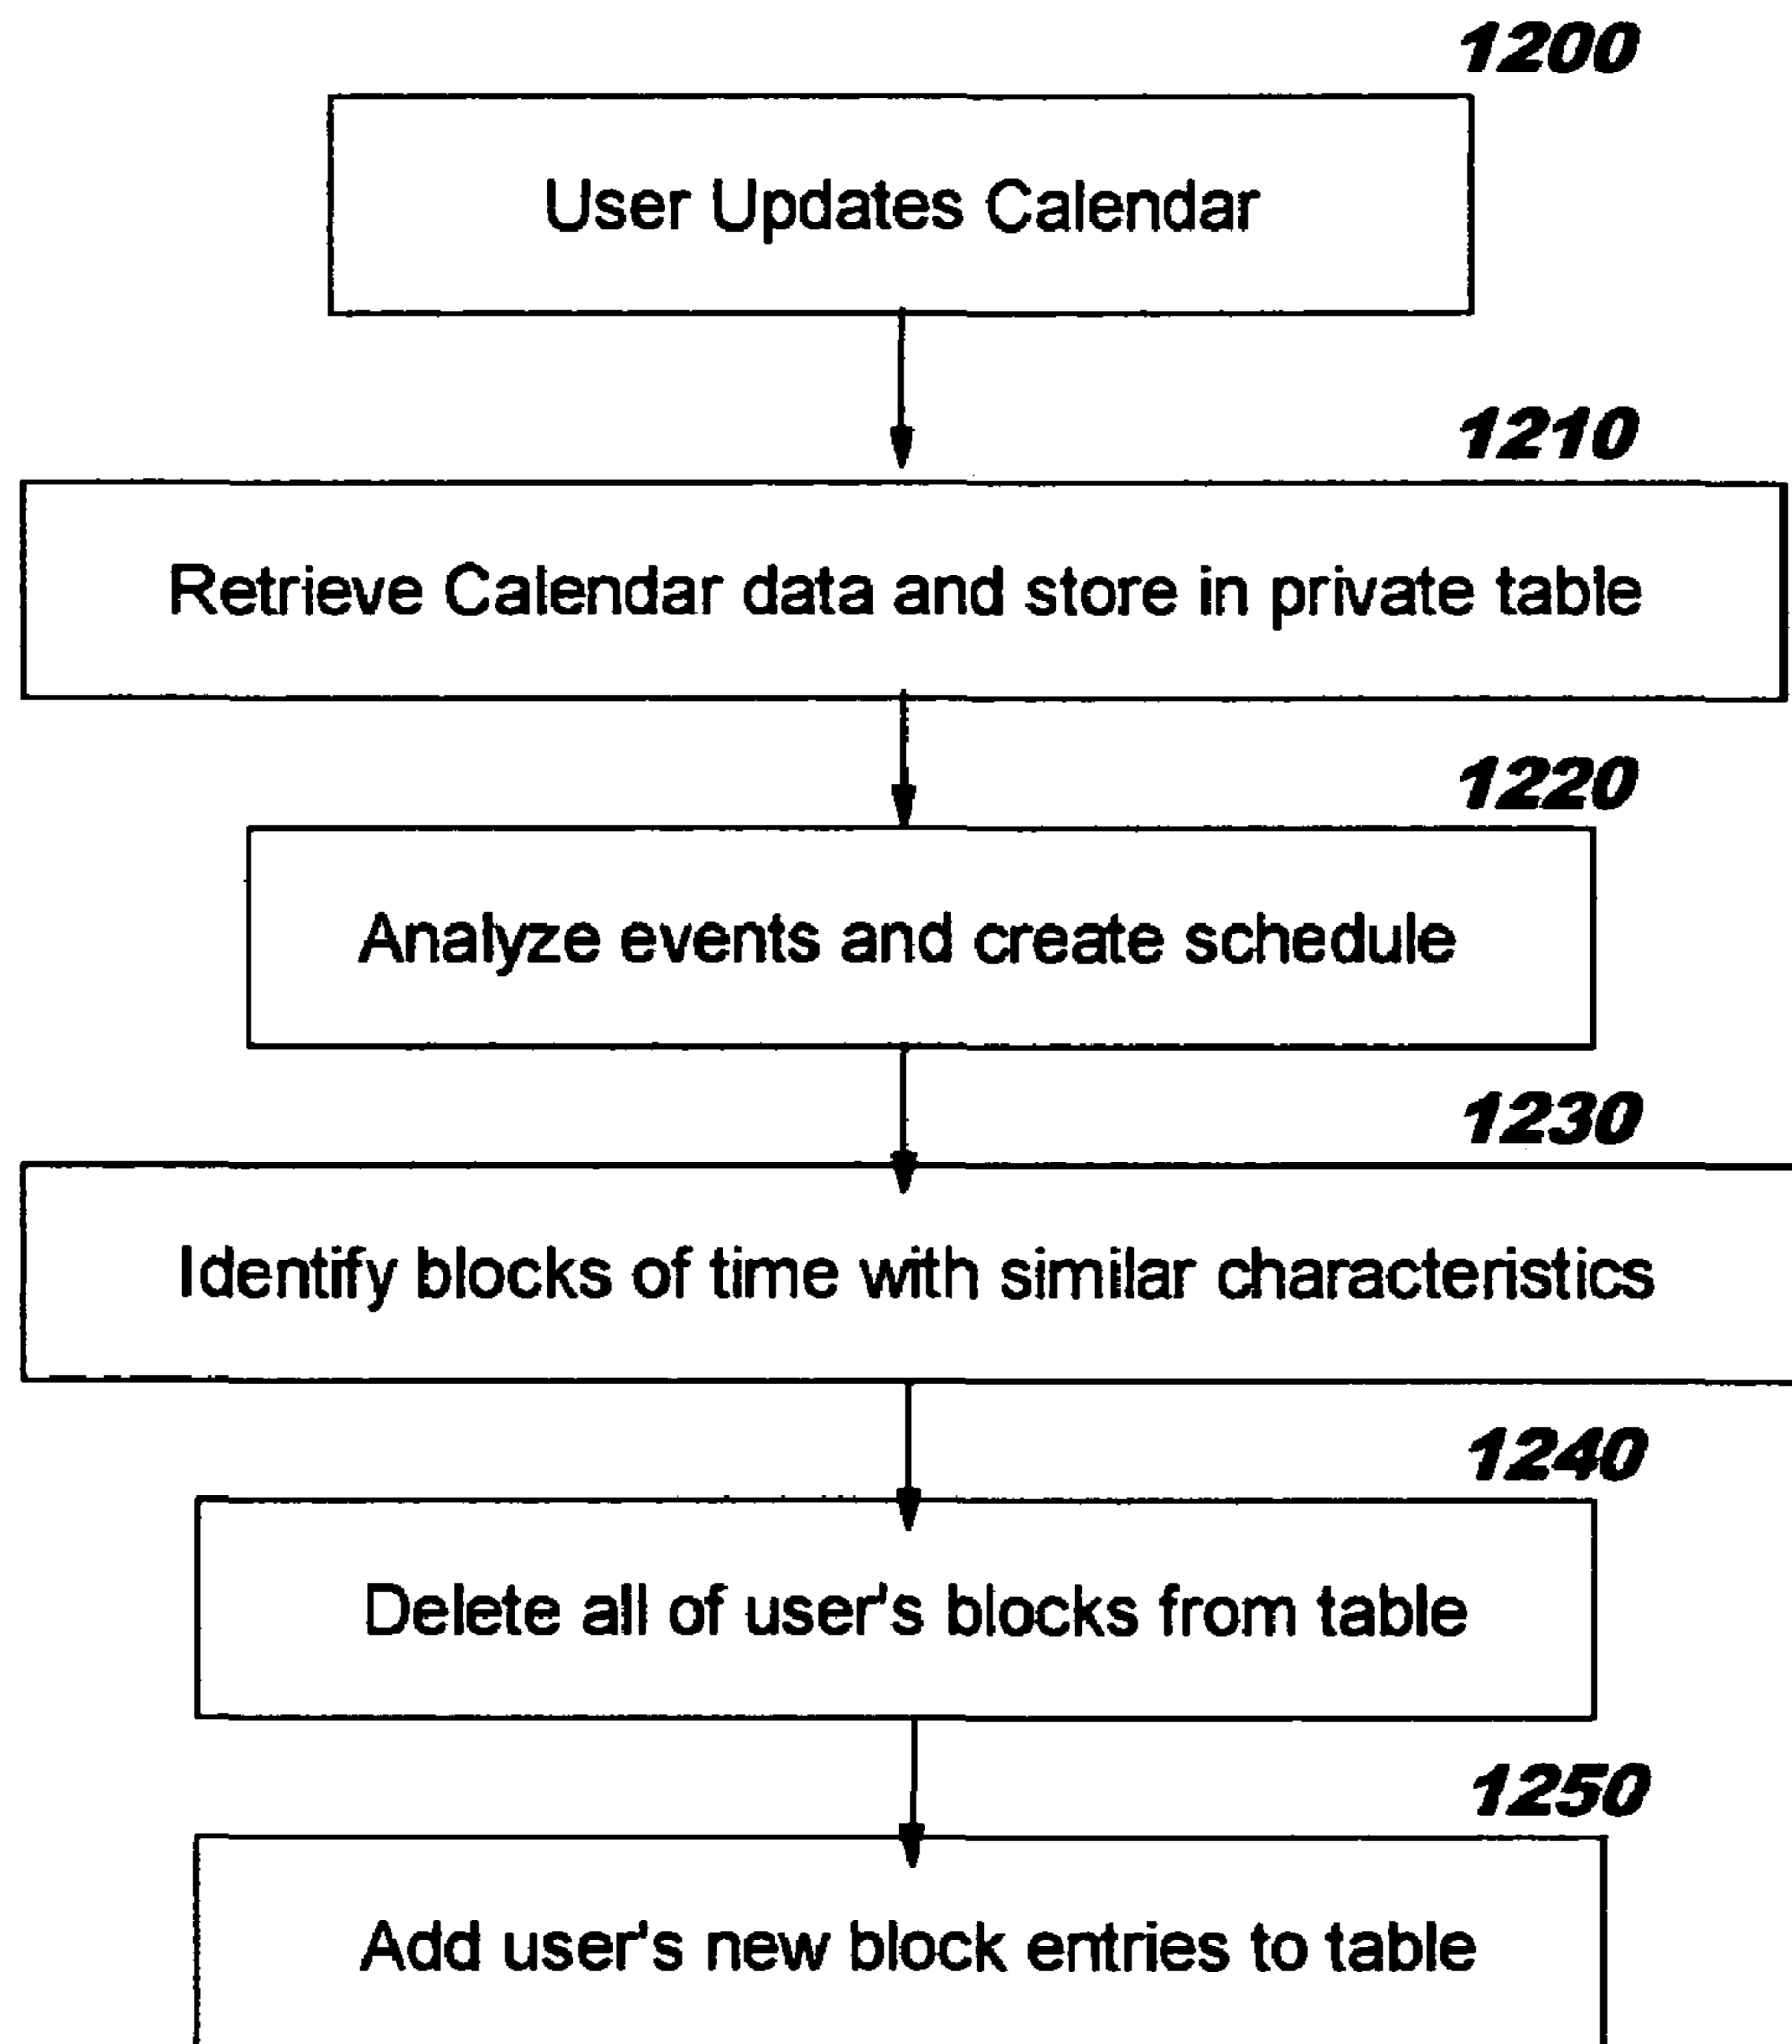 1200
User Updates Calendar
1210
Retrieve Calendar data and store in private table
1220
Analyze events and create schedule
1230
Identify blocks of time with similar characteristics
1240
Delete all of user's blocks from table
1250
Add user's new block entries to table